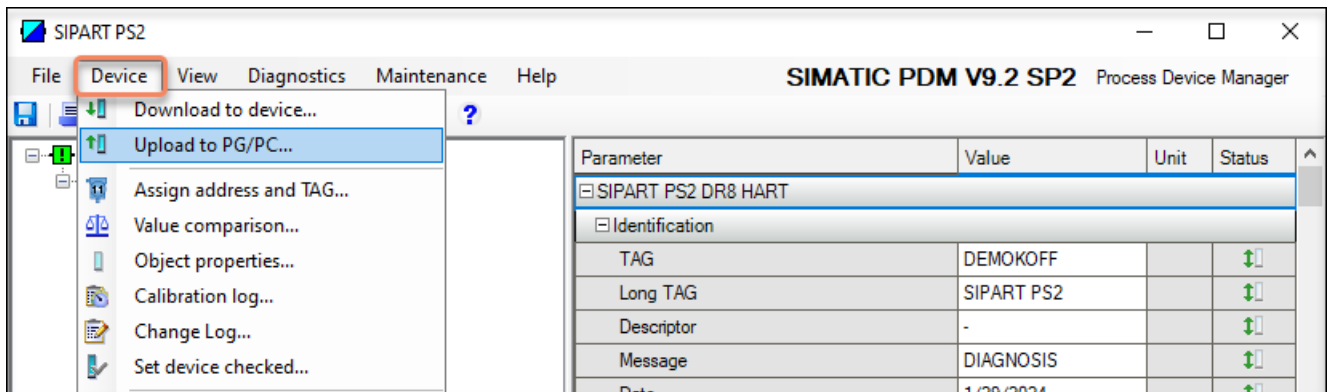 SIPART PS2
File Device View Diagnostics Maintenance Help SIMATIC PDM V9.2 SP2 Process Device Manager
Download to device...
Upload to PG/PC...
Assign address and TAG...
Value comparison...
Object properties...
Calibration log...
Change Log...
Set device checked...
Parameter Value Unit Status
SIPART PS2 DR8 HART
Identification
TAG DEMOKOFF
Long TAG SIPART PS2
Descriptor -
Message DIAGNOSIS